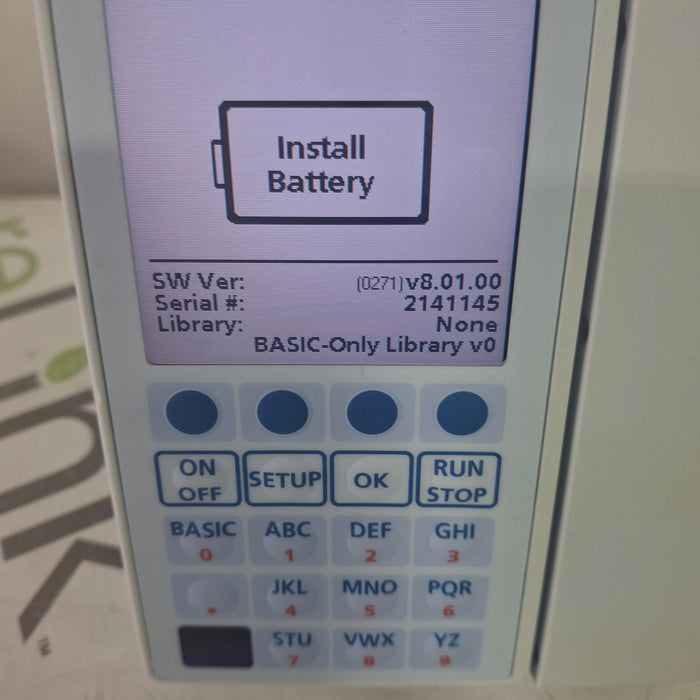 Install
Battery
SW Ver: (0271)v8.01.00
Serial #: 2141145
Library: None
BASIC-Only Library v0
ON OFF SETUP OK RUN STOP
BASIC ABC DEF GHI
0 1 2 3
JKL MNO PQR
. 4 5 6
STU VWX YZ
7 8 9
ink
TM